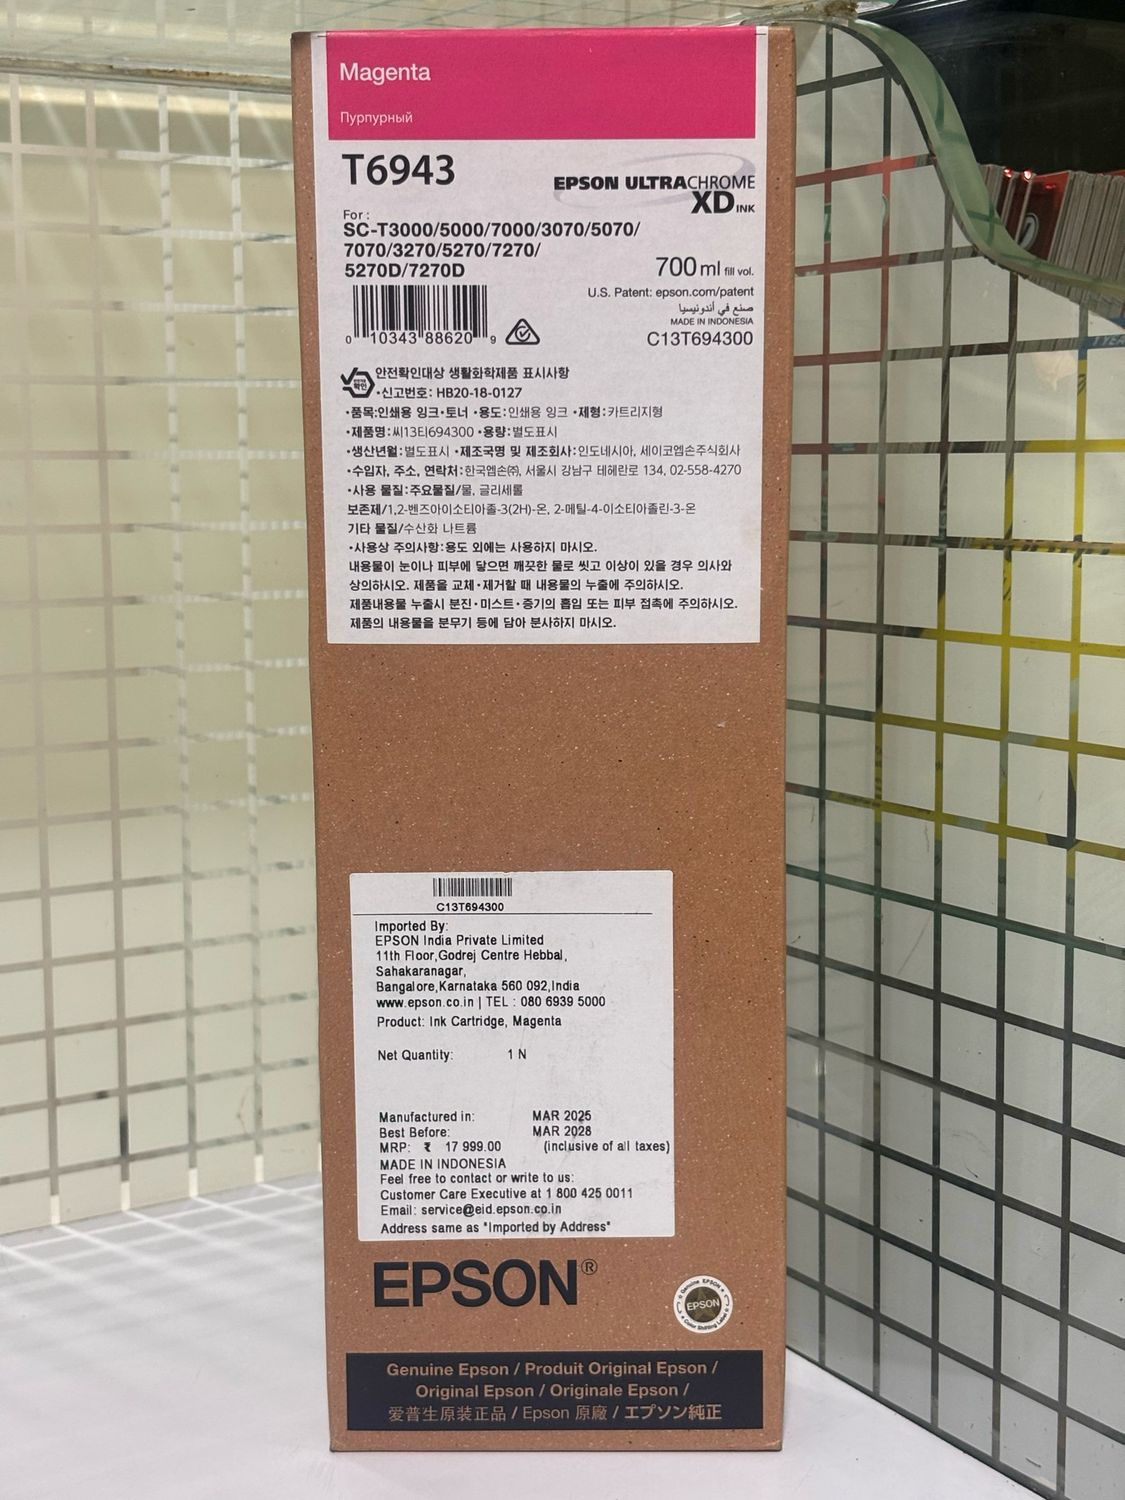 Magenta
Пурпурный
T6943
EPSON ULTRACHROME
XD INK
For :
SC-T3000/5000/7000/3070/5070/
7070/3270/5270/7270/
5270D/7270D
700 ml fill vol.
U.S. Patent: epson.com/patent
صنع في أندونيسيا
MADE IN INDONESIA
C13T694300
0 10343 88620 9
안전확인대상 생활화학제품 표시사항
•신고번호: HB20-18-0127
•품목:인쇄용 잉크•토너 •용도:인쇄용 잉크 •제형:카트리지형
•제품명:씨13티694300 •용량:별도표시
•생산년월:별도표시 •제조국명 및 제조회사:인도네시아, 세이코엡손주식회사
•수입자, 주소, 연락처:한국엡손㈜, 서울시 강남구 테헤란로 134, 02-558-4270
•사용 물질:주요물질/물, 글리세롤
보존제/1,2-벤즈아이소티아졸-3(2H)-온, 2-메틸-4-이소티아졸린-3-온
기타 물질/수산화 나트륨
•사용상 주의사항:용도 외에는 사용하지 마시오.
내용물이 눈이나 피부에 닿으면 깨끗한 물로 씻고 이상이 있을 경우 의사와
상의하시오. 제품을 교체•제거할 때 내용물의 누출에 주의하시오.
제품내용물 누출시 분진•미스트•증기의 흡입 또는 피부 접촉에 주의하시오.
제품의 내용물을 분무기 등에 담아 분사하지 마시오.
C13T694300
Imported By:
EPSON India Private Limited
11th Floor,Godrej Centre Hebbal,
Sahakaranagar,
Bangalore,Karnataka 560 092,India
www.epson.co.in | TEL : 080 6939 5000
Product: Ink Cartridge, Magenta
Net Quantity: 1 N
Manufactured in: MAR 2025
Best Before: MAR 2028
MRP: ₹ 17 999.00 (inclusive of all taxes)
MADE IN INDONESIA
Feel free to contact or write to us:
Customer Care Executive at 1 800 425 0011
Email: service@eid.epson.co.in
Address same as "Imported by Address"
EPSON®
Genuine EPSON
EPSON
Color Shifting Label
Genuine Epson / Produit Original Epson /
Original Epson / Originale Epson /
爱普生原装正品 / Epson 原廠 / エプソン純正